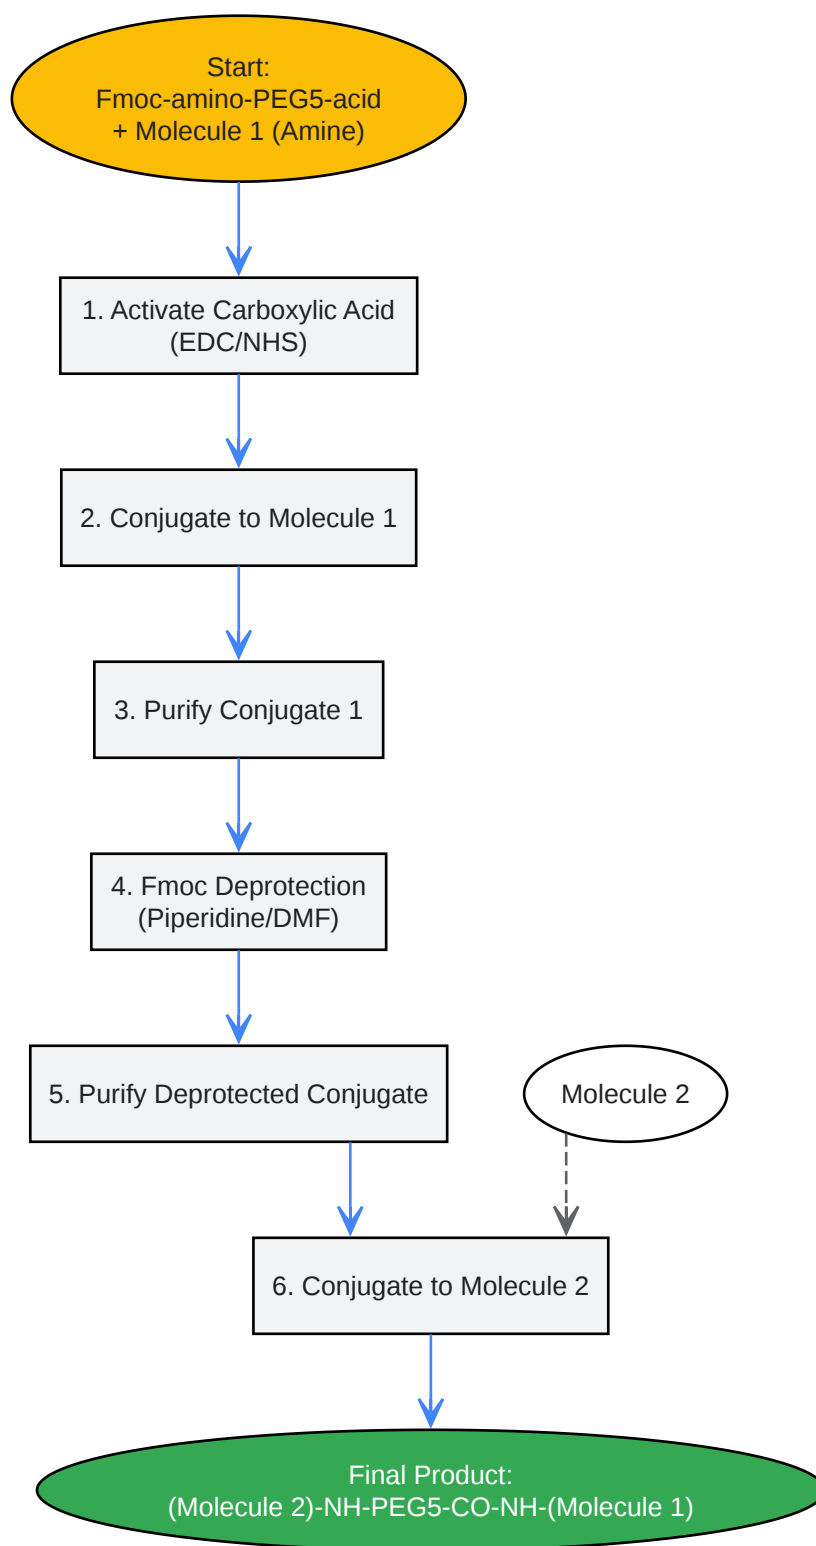 Start:
Fmoc-amino-PEG5-acid
+ Molecule 1 (Amine)
1. Activate Carboxylic Acid
(EDC/NHS)
2. Conjugate to Molecule 1
3. Purify Conjugate 1
4. Fmoc Deprotection
(Piperidine/DMF)
5. Purify Deprotected Conjugate
Molecule 2
6. Conjugate to Molecule 2
Final Product:
(Molecule 2)-NH-PEG5-CO-NH-(Molecule 1)